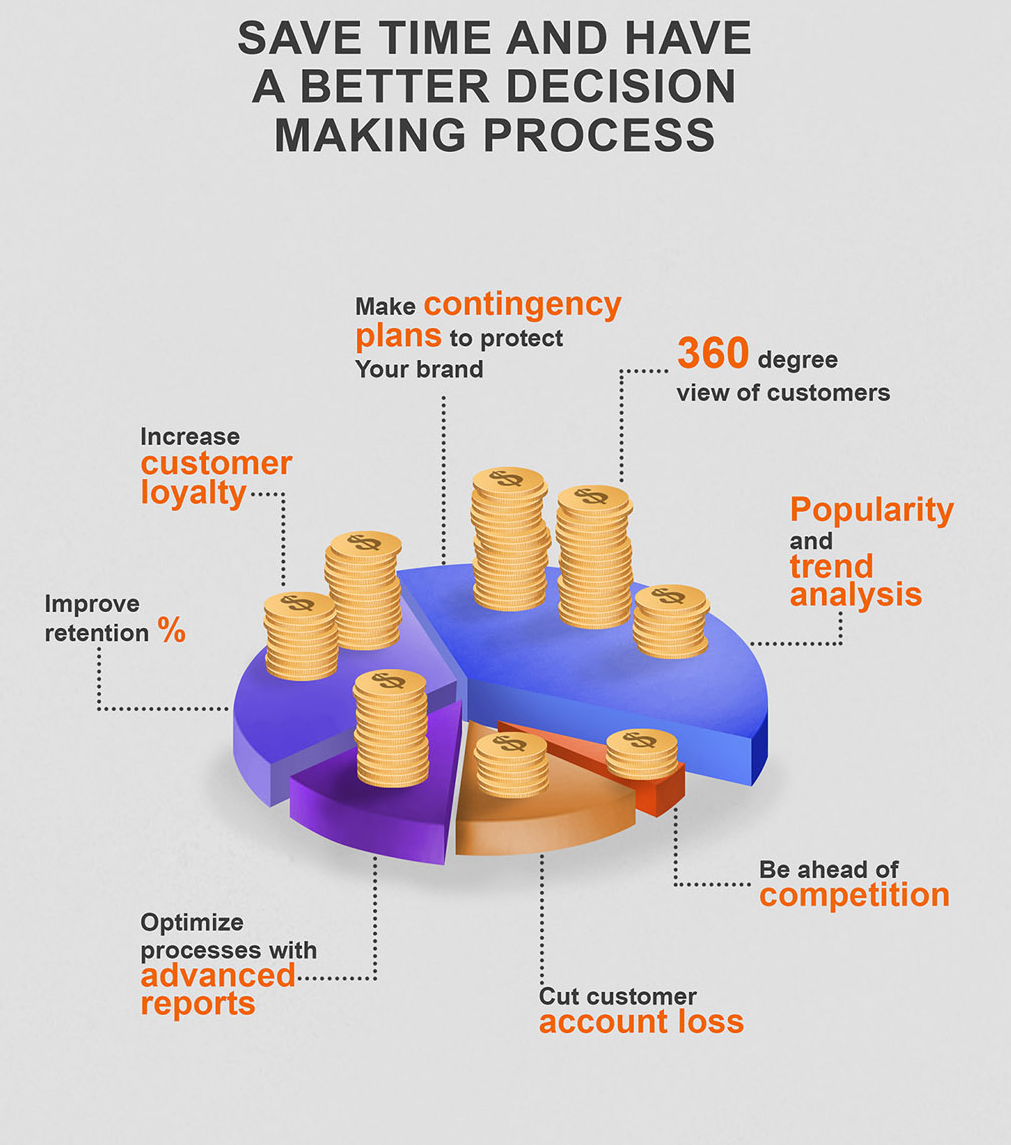 SAVE TIME AND HAVE
A BETTER DECISION
MAKING PROCESS
Make contingency
plans to protect
Your brand
360 degree
view of customers
Increase
customer
loyalty
Popularity
and
trend
analysis
Improve
retention %
Be ahead of
competition
Optimize
processes with
advanced
reports
Cut customer
account loss
$
$
$
$
$
$
$
$